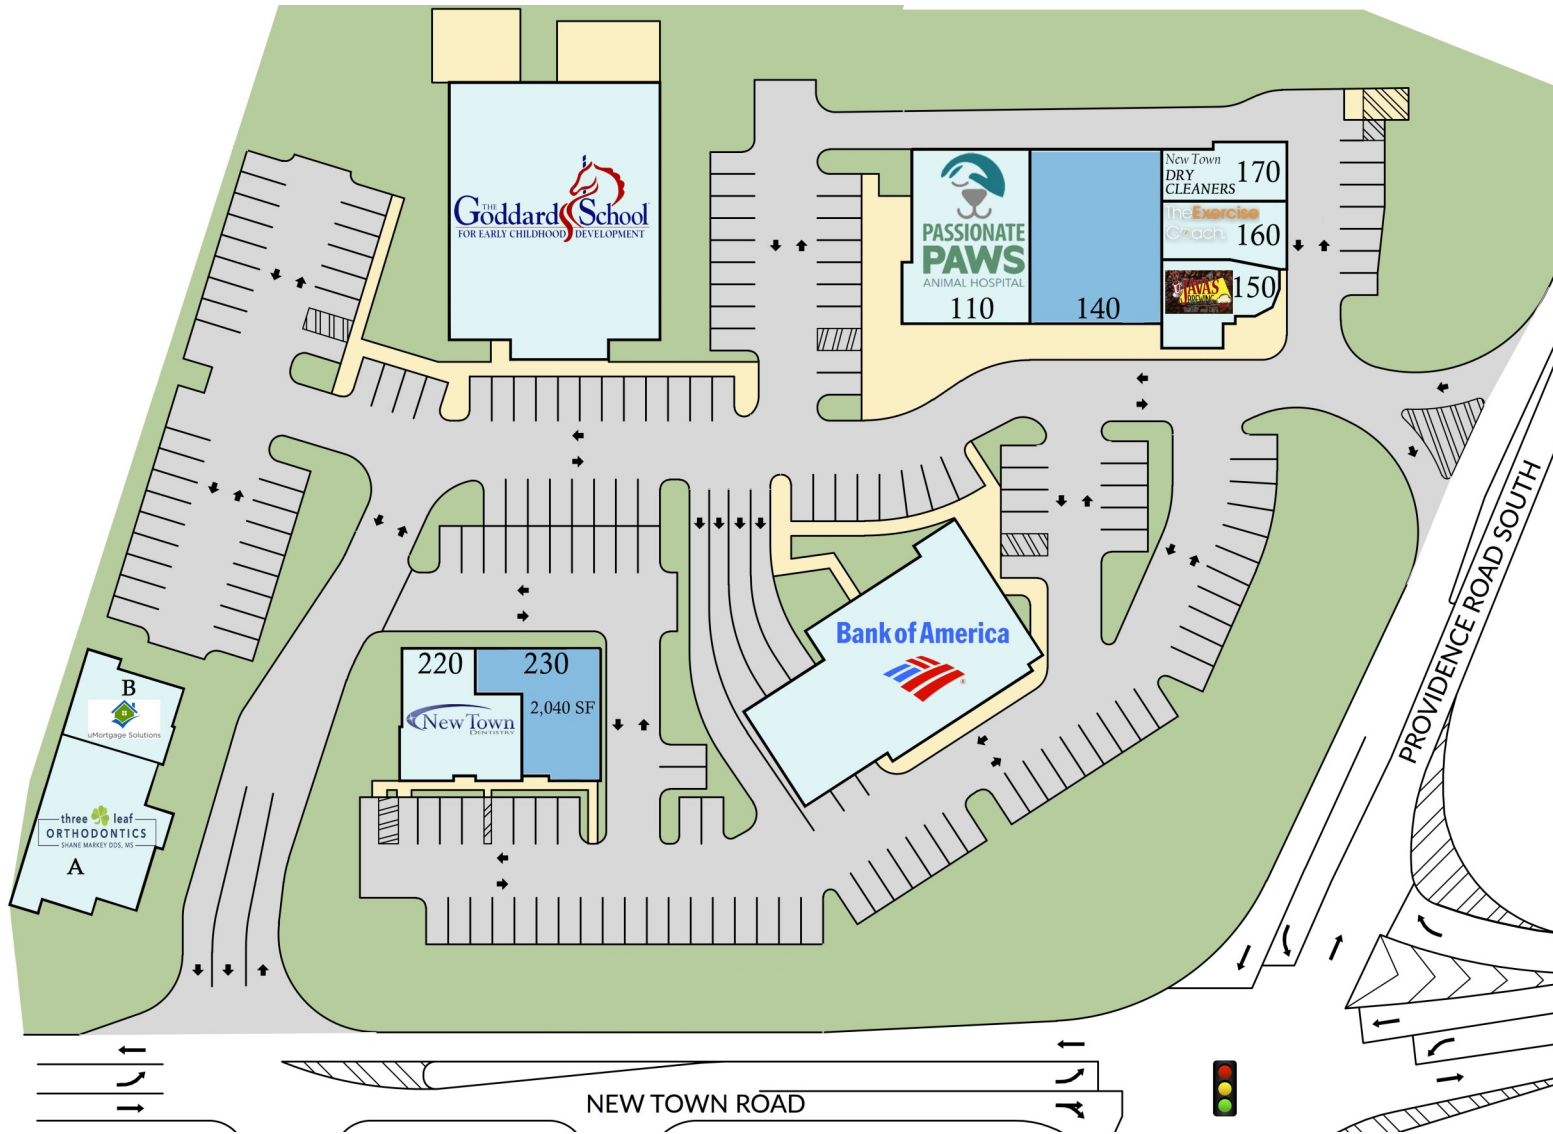 THE
Goddard School
FOR EARLY CHILDHOOD DEVELOPMENT
PASSIONATE
PAWS
ANIMAL HOSPITAL
110
140
New Town
DRY
CLEANERS
170
The Exercise
Coach
160
JAVA'S
BREWING
150
Bank of America
220
New Town
DENTISTRY
230
2,040 SF
B
uMortgage Solutions
three leaf
ORTHODONTICS
SHANE MARKEY DDS, MS
A
PROVIDENCE ROAD SOUTH
NEW TOWN ROAD